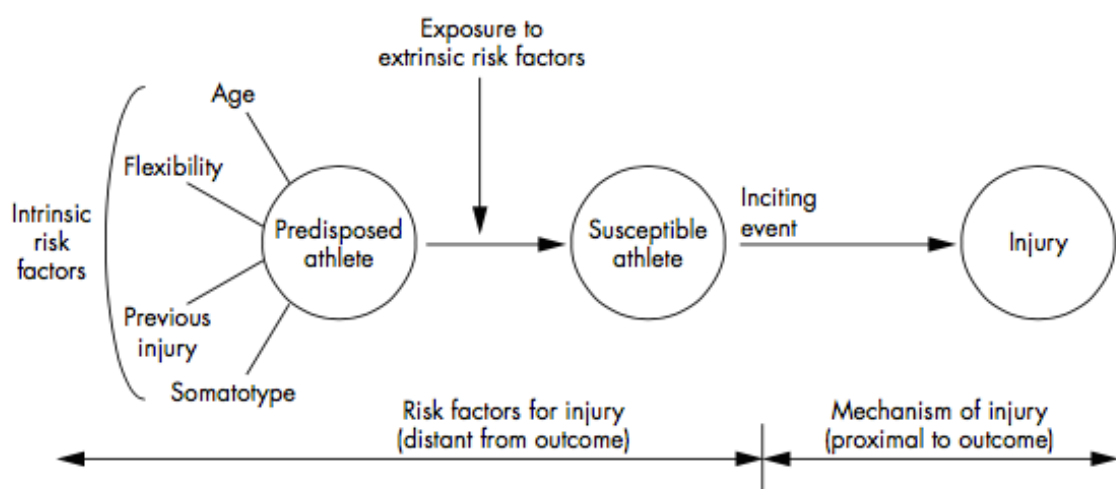 Exposure to
extrinsic risk factors
Age
Flexibility
Intrinsic
risk
factors
Predisposed
athlete
Susceptible
athlete
Inciting
event
Injury
Previous
injury
Somatotype
Risk factors for injury
(distant from outcome)
Mechanism of injury
(proximal to outcome)